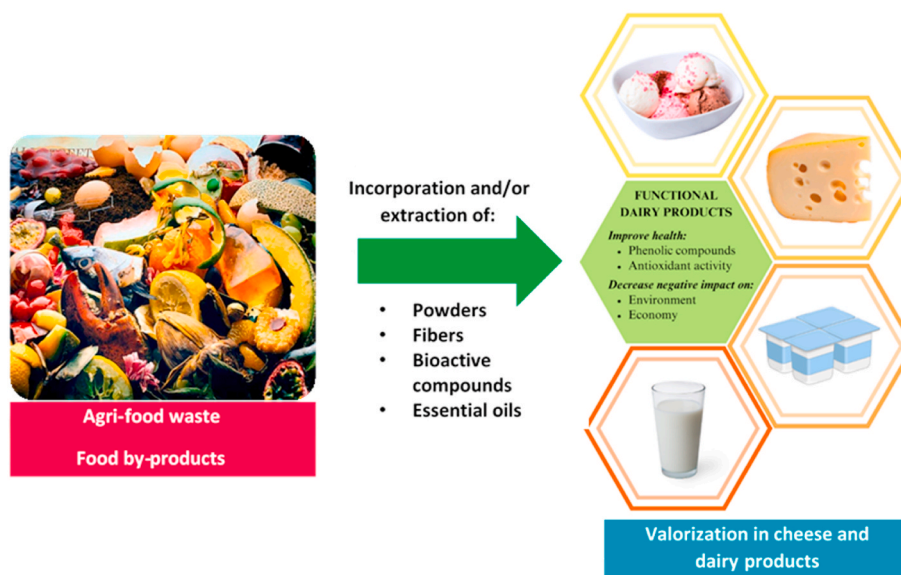 Agri-food waste
Food by-products
Incorporation and/or
extraction of:
• Powders
• Fibers
• Bioactive
compounds
• Essential oils
FUNCTIONAL
DAIRY PRODUCTS
Improve health:
• Phenolic compounds
• Antioxidant activity
Decrease negative impact on:
• Environment
• Economy
Valorization in cheese and
dairy products